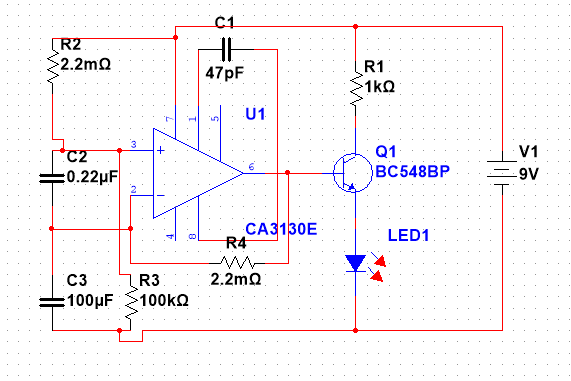 C1
47pF
R2
2.2mΩ
R1
1kΩ
U1
7
1
5
3
C2
0.22µF
Q1
BC548BP
V1
9V
6
2
4
8
CA3130E
LED1
R4
2.2mΩ
C3
100µF
R3
100kΩ